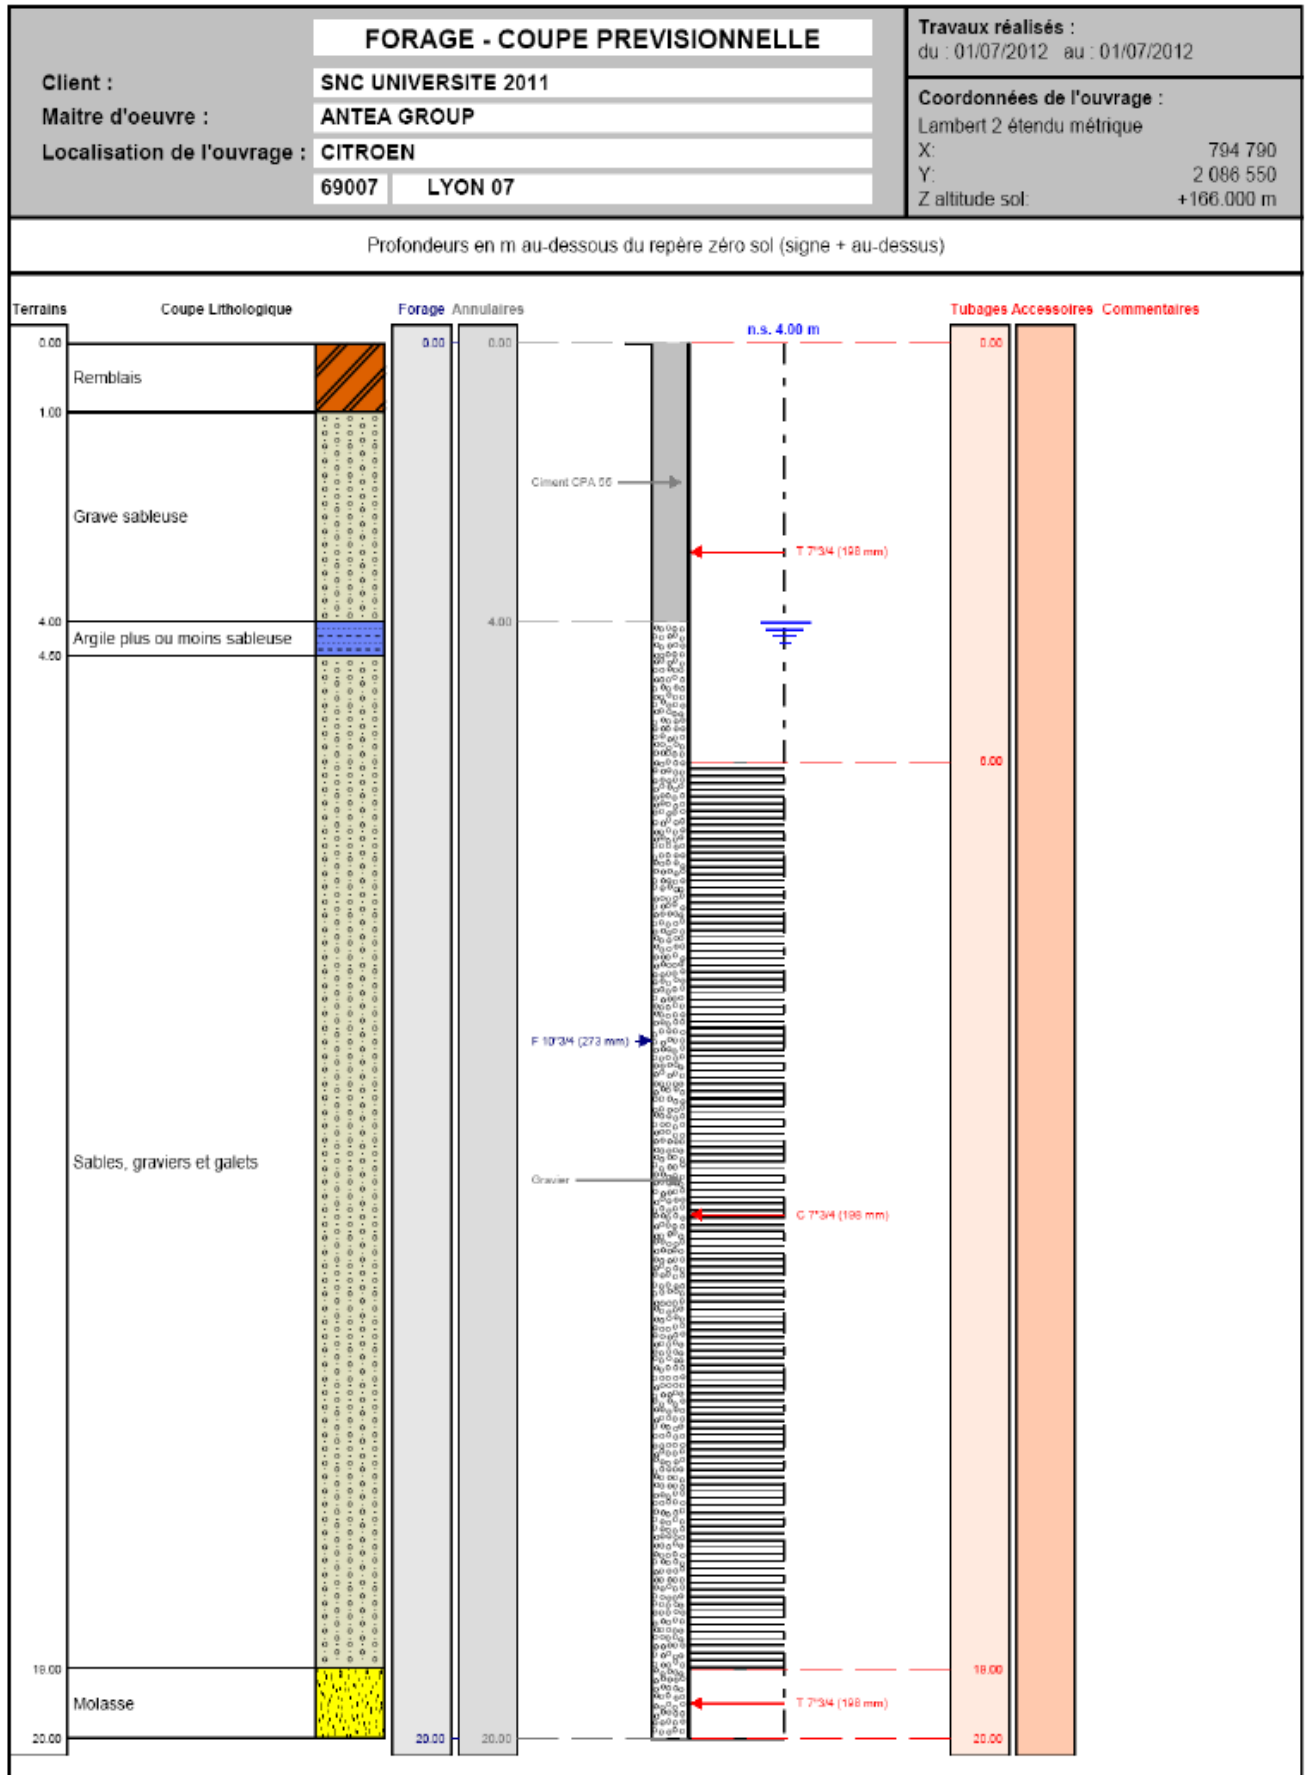 FORAGE - COUPE PREVISIONNELLE
Client :
SNC UNIVERSITE 2011
Maitre d'oeuvre :
ANTEA GROUP
Localisation de l'ouvrage :
CITROEN
69007 LYON 07
Travaux réalisés :
du : 01/07/2012 au : 01/07/2012
Coordonnées de l'ouvrage :
Lambert 2 étendu métrique
X: 794 790
Y: 2 086 550
Z altitude sol: +166.000 m
Profondeurs en m au-dessous du repère zéro sol (signe + au-dessus)
Terrains Coupe Lithologique Forage Annulaires Tubages Accessoires Commentaires
n.s. 4.00 m
0.00 0.00 0.00 0.00
Remblais
1.00
Ciment CPA 55
Grave sableuse
T 7"3/4 (198 mm)
4.00 4.00
Argile plus ou moins sableuse
6.00
F 10"3/4 (273 mm)
Sables, graviers et galets
Gravier
C 7"3/4 (198 mm)
19.00 19.00
Molasse
T 7"3/4 (198 mm)
20.00 20.00 20.00 20.00